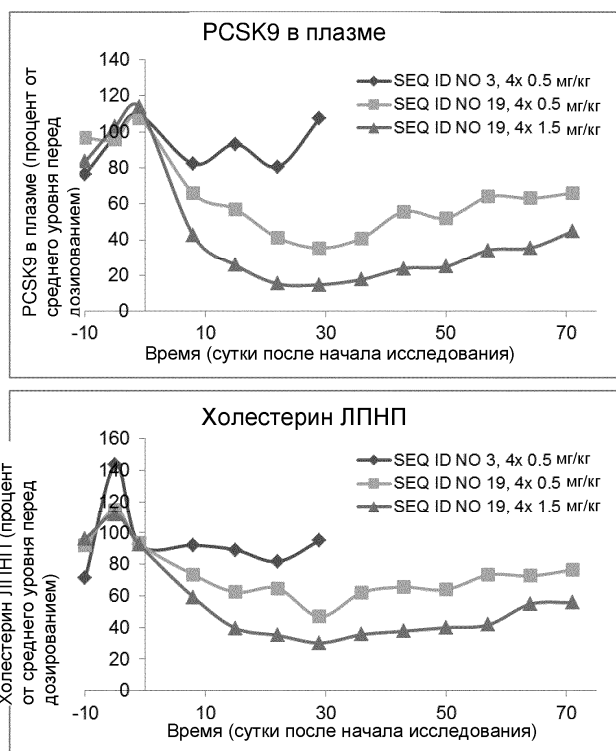 PCSK9 в плазме
PCSK9 в плазме (процент от
среднего уровня перед
дозированием)
140
120
100
80
60
40
20
0
-10
10
30
50
70
SEQ ID NO 3, 4x 0.5 мг/кг
SEQ ID NO 19, 4x 0.5 мг/кг
SEQ ID NO 19, 4x 1.5 мг/кг
Время (сутки после начала исследования)
Холестерин ЛПНП
Холестерин ЛПНП (процент
от среднего уровня перед
дозированием)
160
140
120
100
80
60
40
20
0
-10
10
30
50
70
SEQ ID NO 3, 4x 0.5 мг/кг
SEQ ID NO 19, 4x 0.5 мг/кг
SEQ ID NO 19, 4x 1.5 мг/кг
Время (сутки после начала исследования)